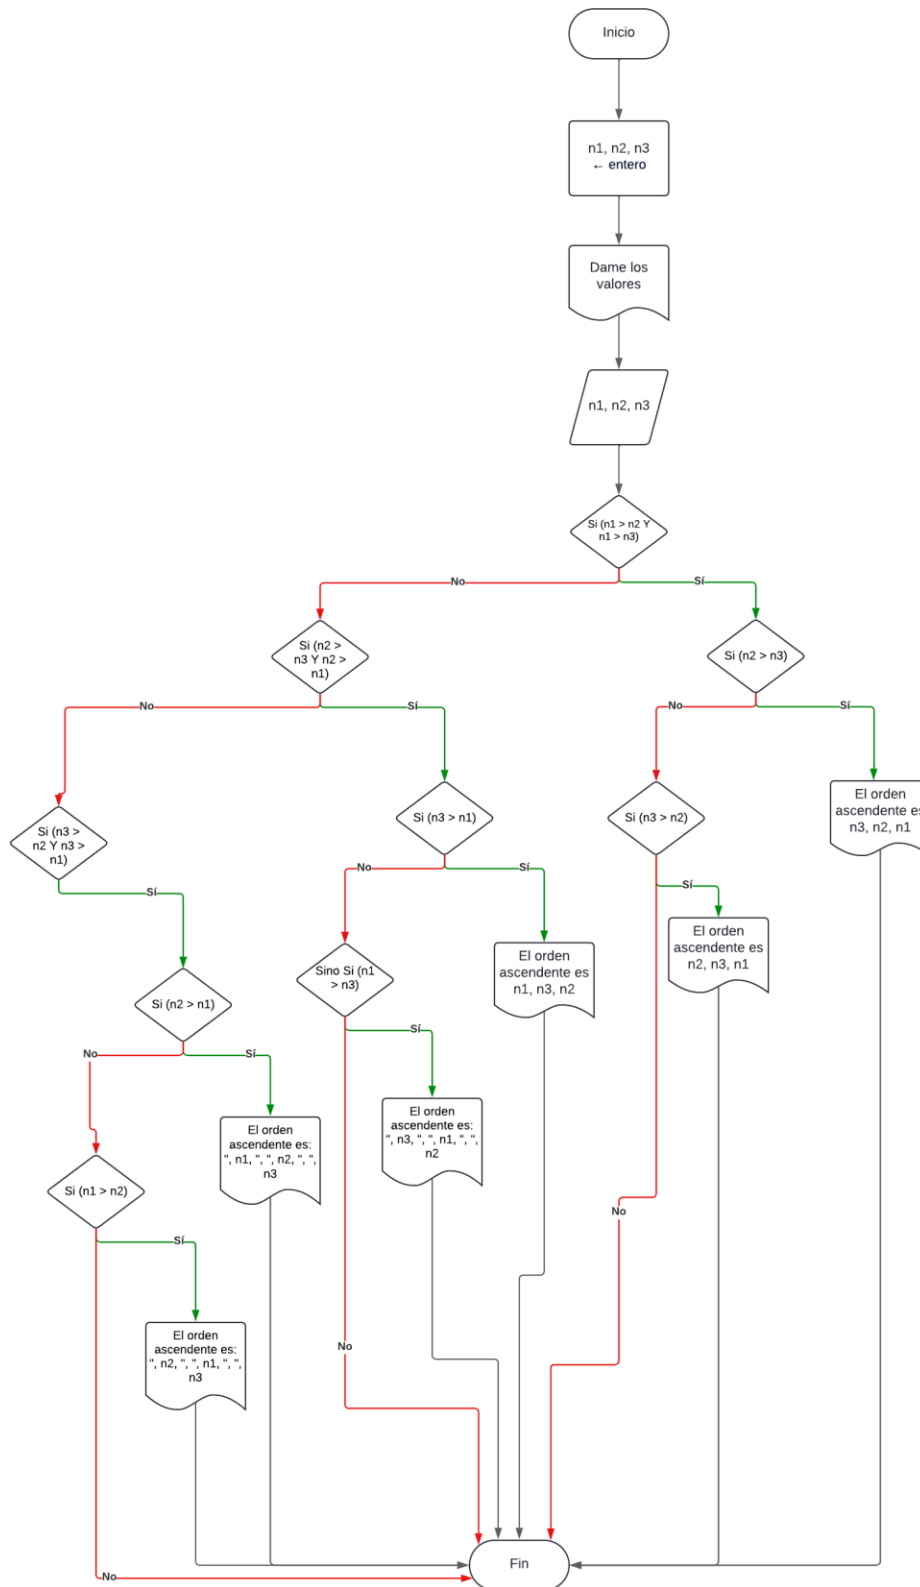 Inicio
n1, n2, n3
← entero
Dame los
valores
n1, n2, n3
Si (n1 > n2 Y
n1 > n3)
No
Sí
Si (n2 >
n3 Y n2 >
n1)
Si (n2 > n3)
No
Sí
No
Sí
Si (n3 >
n2 Y n3 >
n1)
Si (n3 > n1)
Si (n3 > n2)
El orden
ascendente es
n3, n2, n1
Sí
No
Sí
Sí
Si (n2 > n1)
Sino Si (n1
> n3)
El orden
ascendente es
n1, n3, n2
El orden
ascendente es
n2, n3, n1
No
Sí
Sí
El orden
ascendente es:
", n1, ", ", n2, ", ",
n3
El orden
ascendente es:
", n3, ", ", n1, ", ",
n2
Si (n1 > n2)
No
Sí
El orden
ascendente es:
", n2, ", ", n1, ", ",
n3
No
No
Fin